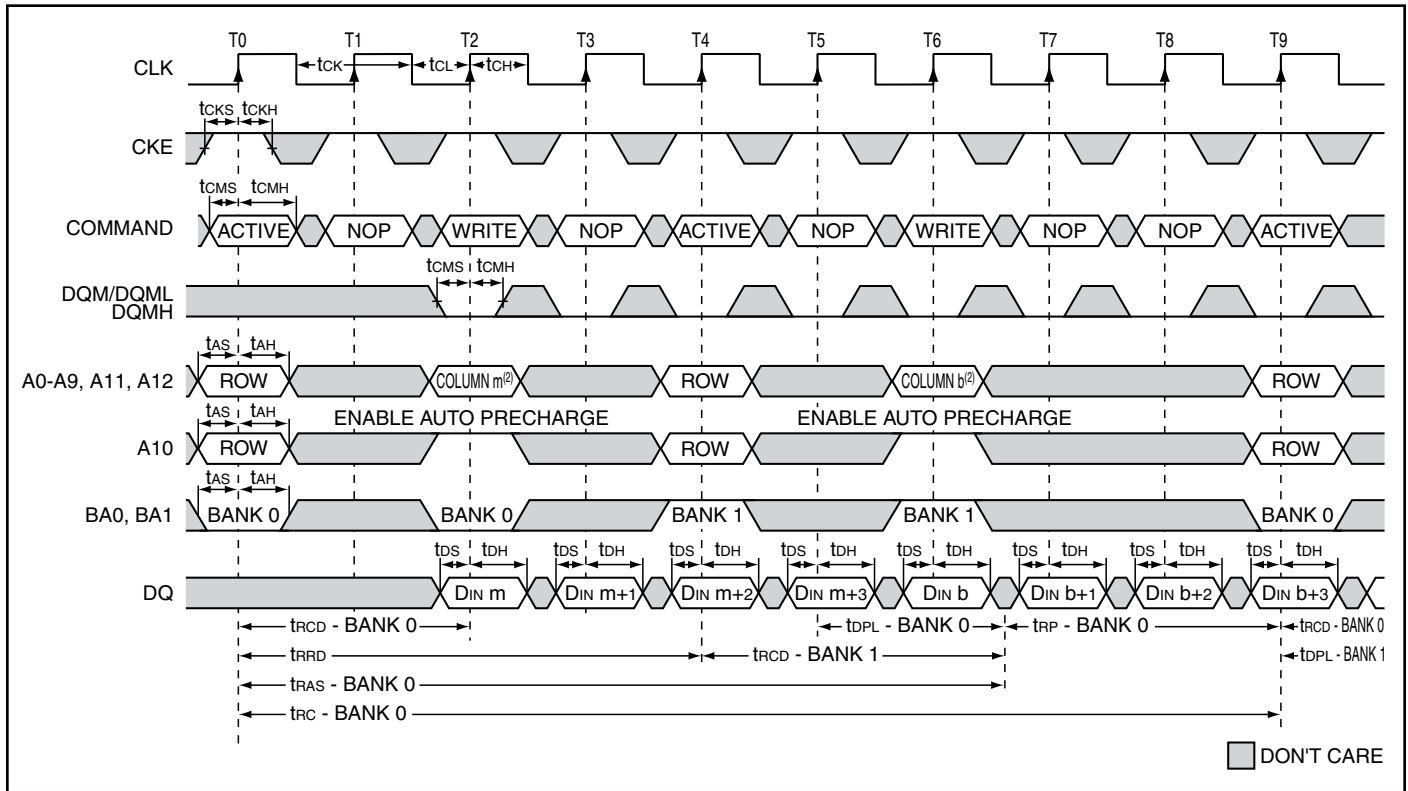 T0 T1 T2 T3 T4 T5 T6 T7 T8 T9
CLK
tCK tCL tCH
tCKS tCKH
CKE
tCMS tCMH
COMMAND ACTIVE NOP WRITE NOP ACTIVE NOP WRITE NOP NOP ACTIVE
tCMS tCMH
DQM/DQML
DQMH
tAS tAH
A0-A9, A11, A12 ROW COLUMN m(2) ROW COLUMN b(2) ROW
tAS tAH ENABLE AUTO PRECHARGE ENABLE AUTO PRECHARGE
A10 ROW ROW ROW
tAS tAH
BA0, BA1 BANK 0 BANK 0 BANK 1 BANK 1 BANK 0
tDS tDH tDS tDH tDS tDH tDS tDH tDS tDH tDS tDH tDS tDH tDS tDH
DQ DIN m DIN m+1 DIN m+2 DIN m+3 DIN b DIN b+1 DIN b+2 DIN b+3
tRCD - BANK 0 tDPL - BANK 0 tRP - BANK 0 tRCD - BANK 0
tRRD tRCD - BANK 1 tDPL - BANK 1
tRAS - BANK 0
tRC - BANK 0
DON'T CARE